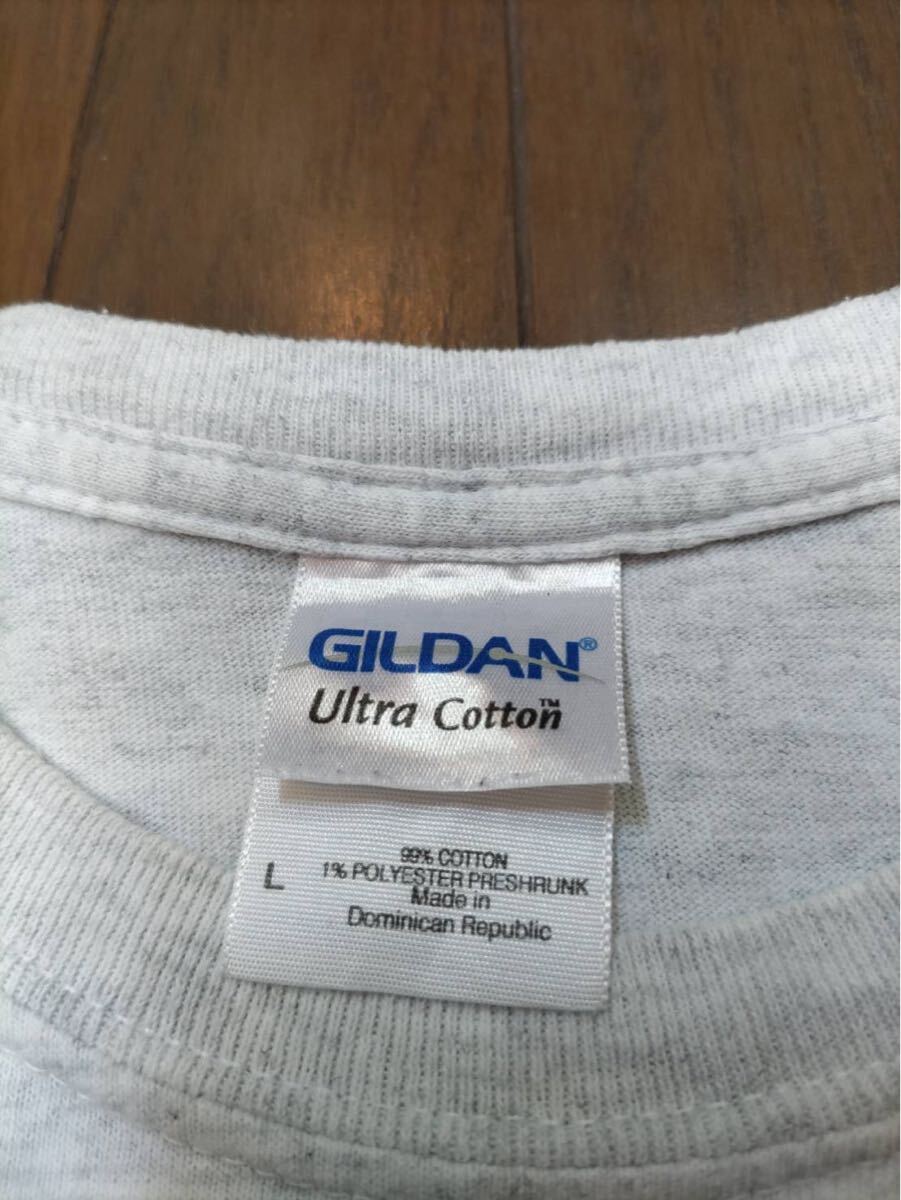 GILDAN®
Ultra Cotton™
L
99% COTTON
1% POLYESTER PRESHRUNK
Made in
Dominican Republic